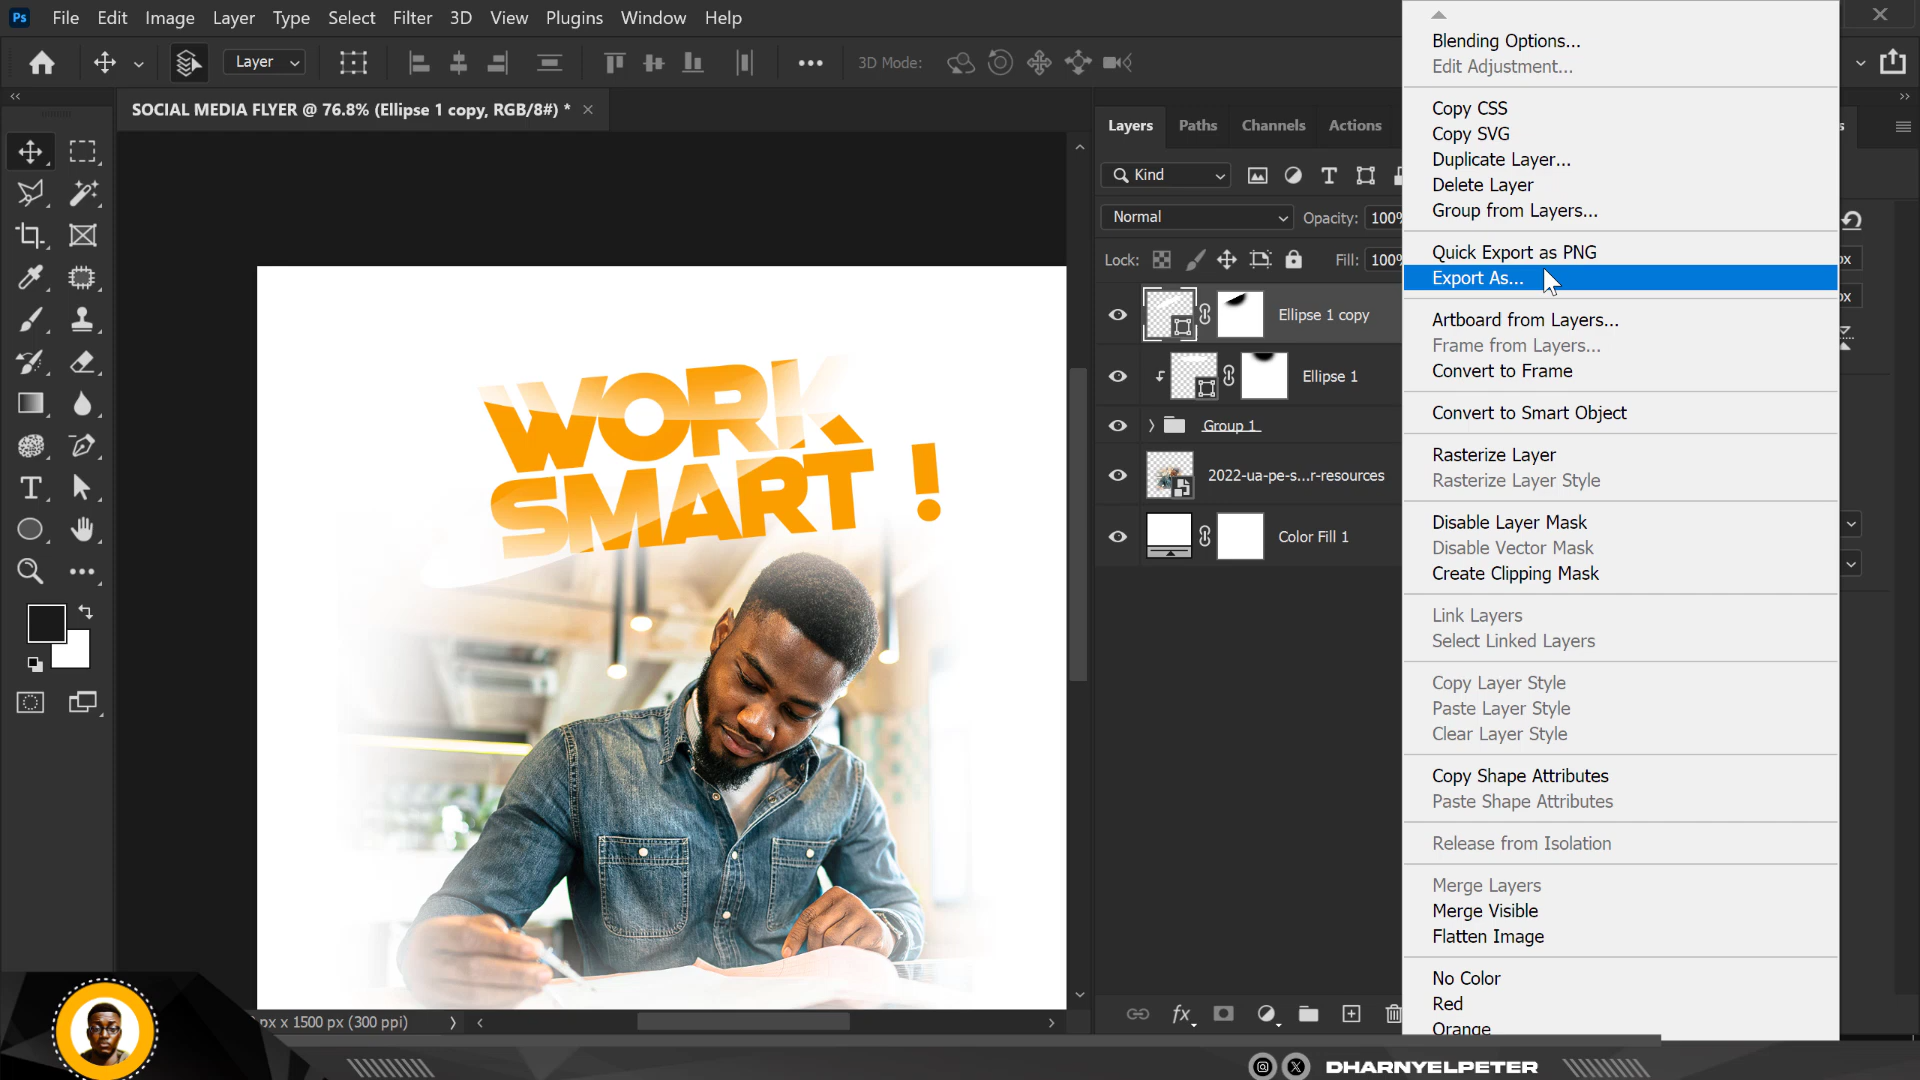 Ps File Edit Image Layer Type Select Filter 3D View Plugins Window Help
Layer 3D Mode:
SOCIAL MEDIA FLYER @ 76.8% (Ellipse 1 copy, RGB/8#) *
Layers Paths Channels Actions
Kind
Normal Opacity: 100%
Lock: Fill: 100%
Ellipse 1 copy
Ellipse 1
Group 1
2022-ua-pe-s...r-resources
Color Fill 1
WORK
SMART !
px x 1500 px (300 ppi)
fx
Blending Options...
Edit Adjustment...
Copy CSS
Copy SVG
Duplicate Layer...
Delete Layer
Group from Layers...
Quick Export as PNG
Export As...
Artboard from Layers...
Frame from Layers...
Convert to Frame
Convert to Smart Object
Rasterize Layer
Rasterize Layer Style
Disable Layer Mask
Disable Vector Mask
Create Clipping Mask
Link Layers
Select Linked Layers
Copy Layer Style
Paste Layer Style
Clear Layer Style
Copy Shape Attributes
Paste Shape Attributes
Release from Isolation
Merge Layers
Merge Visible
Flatten Image
No Color
Red
Orange
DHARNYELPETER